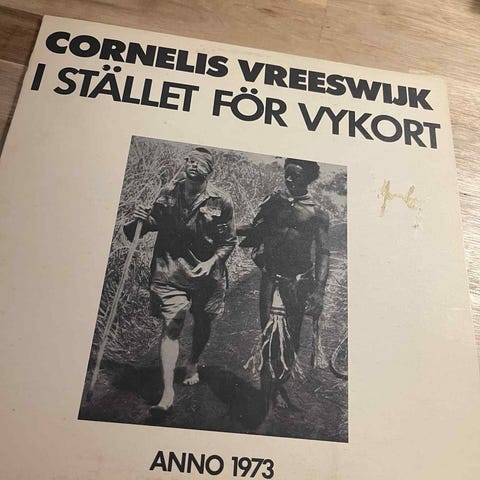 CORNELIS VREESWIJK
I STÄLLET FÖR VYKORT
ANNO 1973